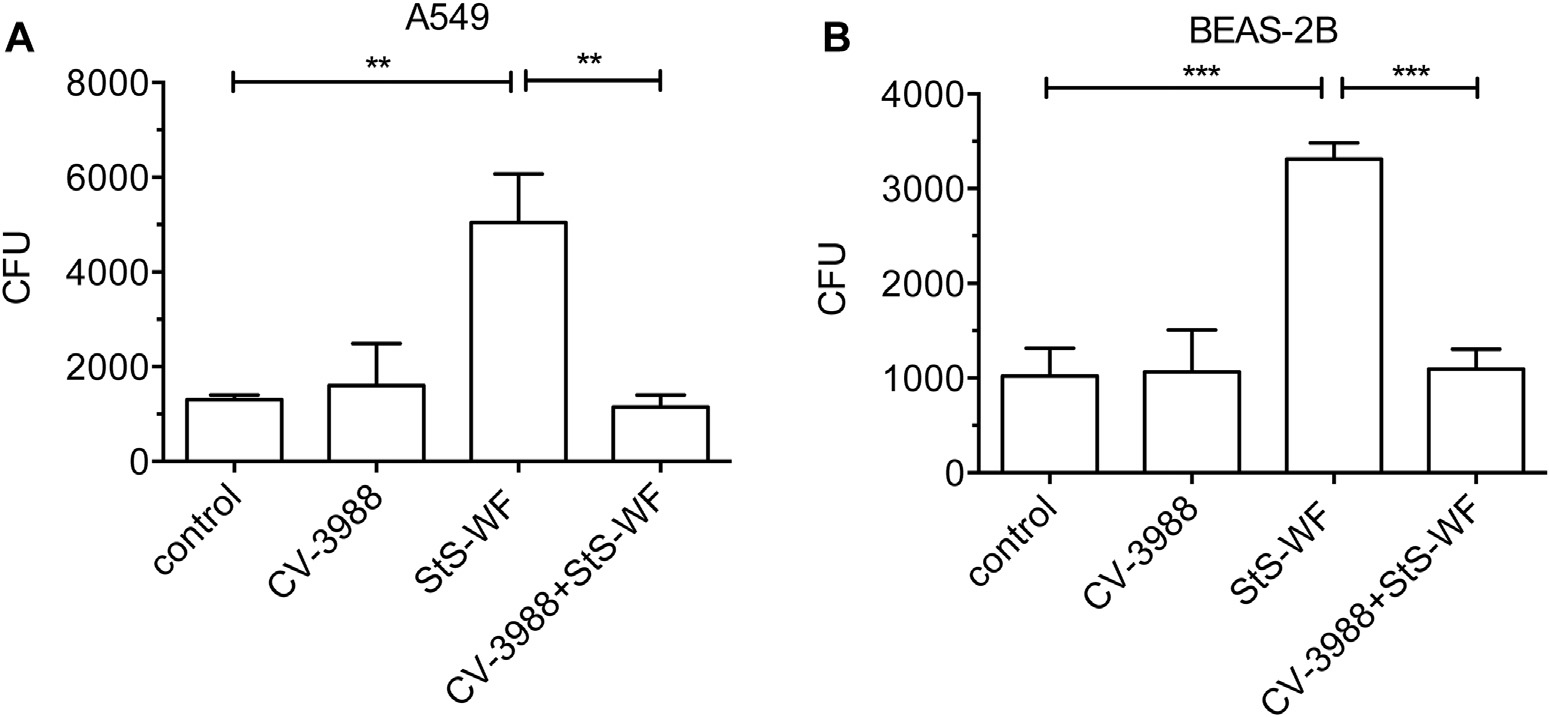 A
A549
** **
8000
6000
4000
2000
0
CFU
control
CV-3988
StS-WF
CV-3988+StS-WF
B
BEAS-2B
*** ***
4000
3000
2000
1000
0
CFU
control
CV-3988
StS-WF
CV-3988+StS-WF